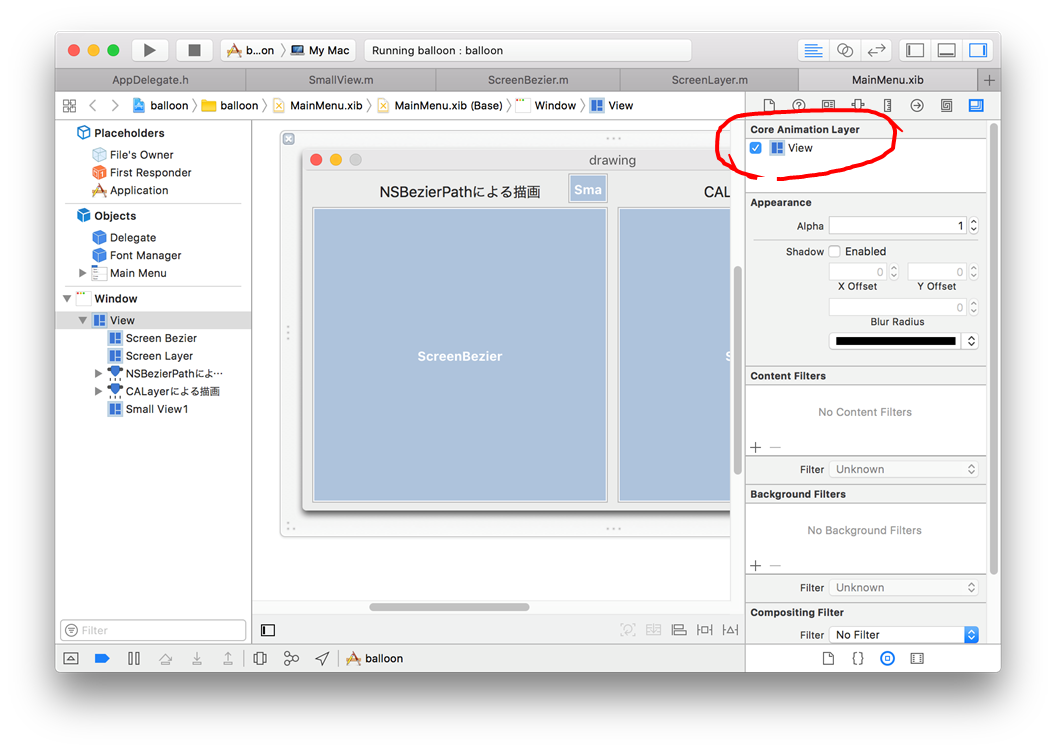 b...on 〉 My Mac
Running balloon : balloon
AppDelegate.h
SmallView.m
ScreenBezier.m
ScreenLayer.m
MainMenu.xib
balloon 〉 balloon 〉 MainMenu.xib 〉 MainMenu.xib (Base) 〉 Window 〉 View
Placeholders
File's Owner
First Responder
Application
Objects
Delegate
Font Manager
Main Menu
Window
View
Screen Bezier
Screen Layer
NSBezierPathによ…
CALayerによる描画
Small View1
Filter
drawing
NSBezierPathによる描画
Sma
CAL
ScreenBezier
S
Core Animation Layer
View
Appearance
Alpha 1
Shadow Enabled
0 0
X Offset Y Offset
0
Blur Radius
Content Filters
No Content Filters
Filter Unknown
Background Filters
No Background Filters
Filter Unknown
Compositing Filter
Filter No Filter
balloon